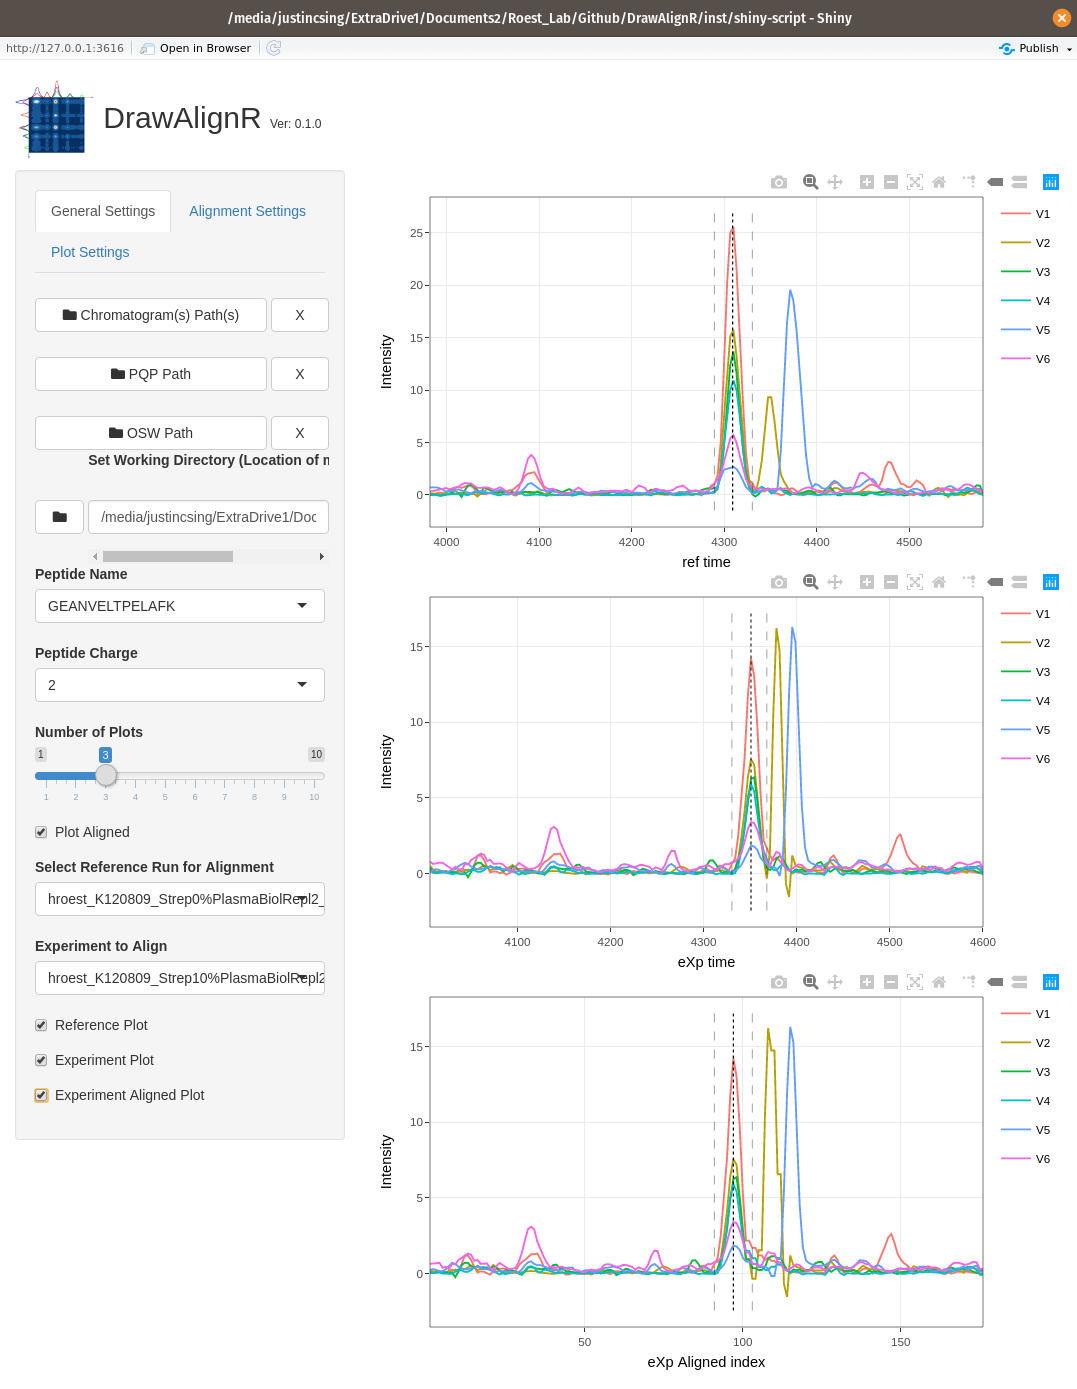 /media/justincsing/ExtraDrive1/Documents2/Roest_Lab/Github/DrawAlignR/inst/shiny-script - Shiny
http://127.0.0.1:3616 Open in Browser Publish
DrawAlignR Ver: 0.1.0
General Settings Alignment Settings
Plot Settings
Chromatogram(s) Path(s) X
PQP Path X
OSW Path X
Set Working Directory (Location of m
/media/justincsing/ExtraDrive1/Doc
Peptide Name
GEANVELTPELAFK
Peptide Charge
2
Number of Plots
1 3 10
1 2 3 4 5 6 7 8 9 10
Plot Aligned
Select Reference Run for Alignment
hroest_K120809_Strep0%PlasmaBiolRepl2_
Experiment to Align
hroest_K120809_Strep10%PlasmaBiolRepl2
Reference Plot
Experiment Plot
Experiment Aligned Plot
Intensity
25
20
15
10
5
0
4000 4100 4200 4300 4400 4500
ref time
V1
V2
V3
V4
V5
V6
Intensity
15
10
5
0
4100 4200 4300 4400 4500 4600
eXp time
V1
V2
V3
V4
V5
V6
Intensity
15
10
5
0
50 100 150
eXp Aligned index
V1
V2
V3
V4
V5
V6